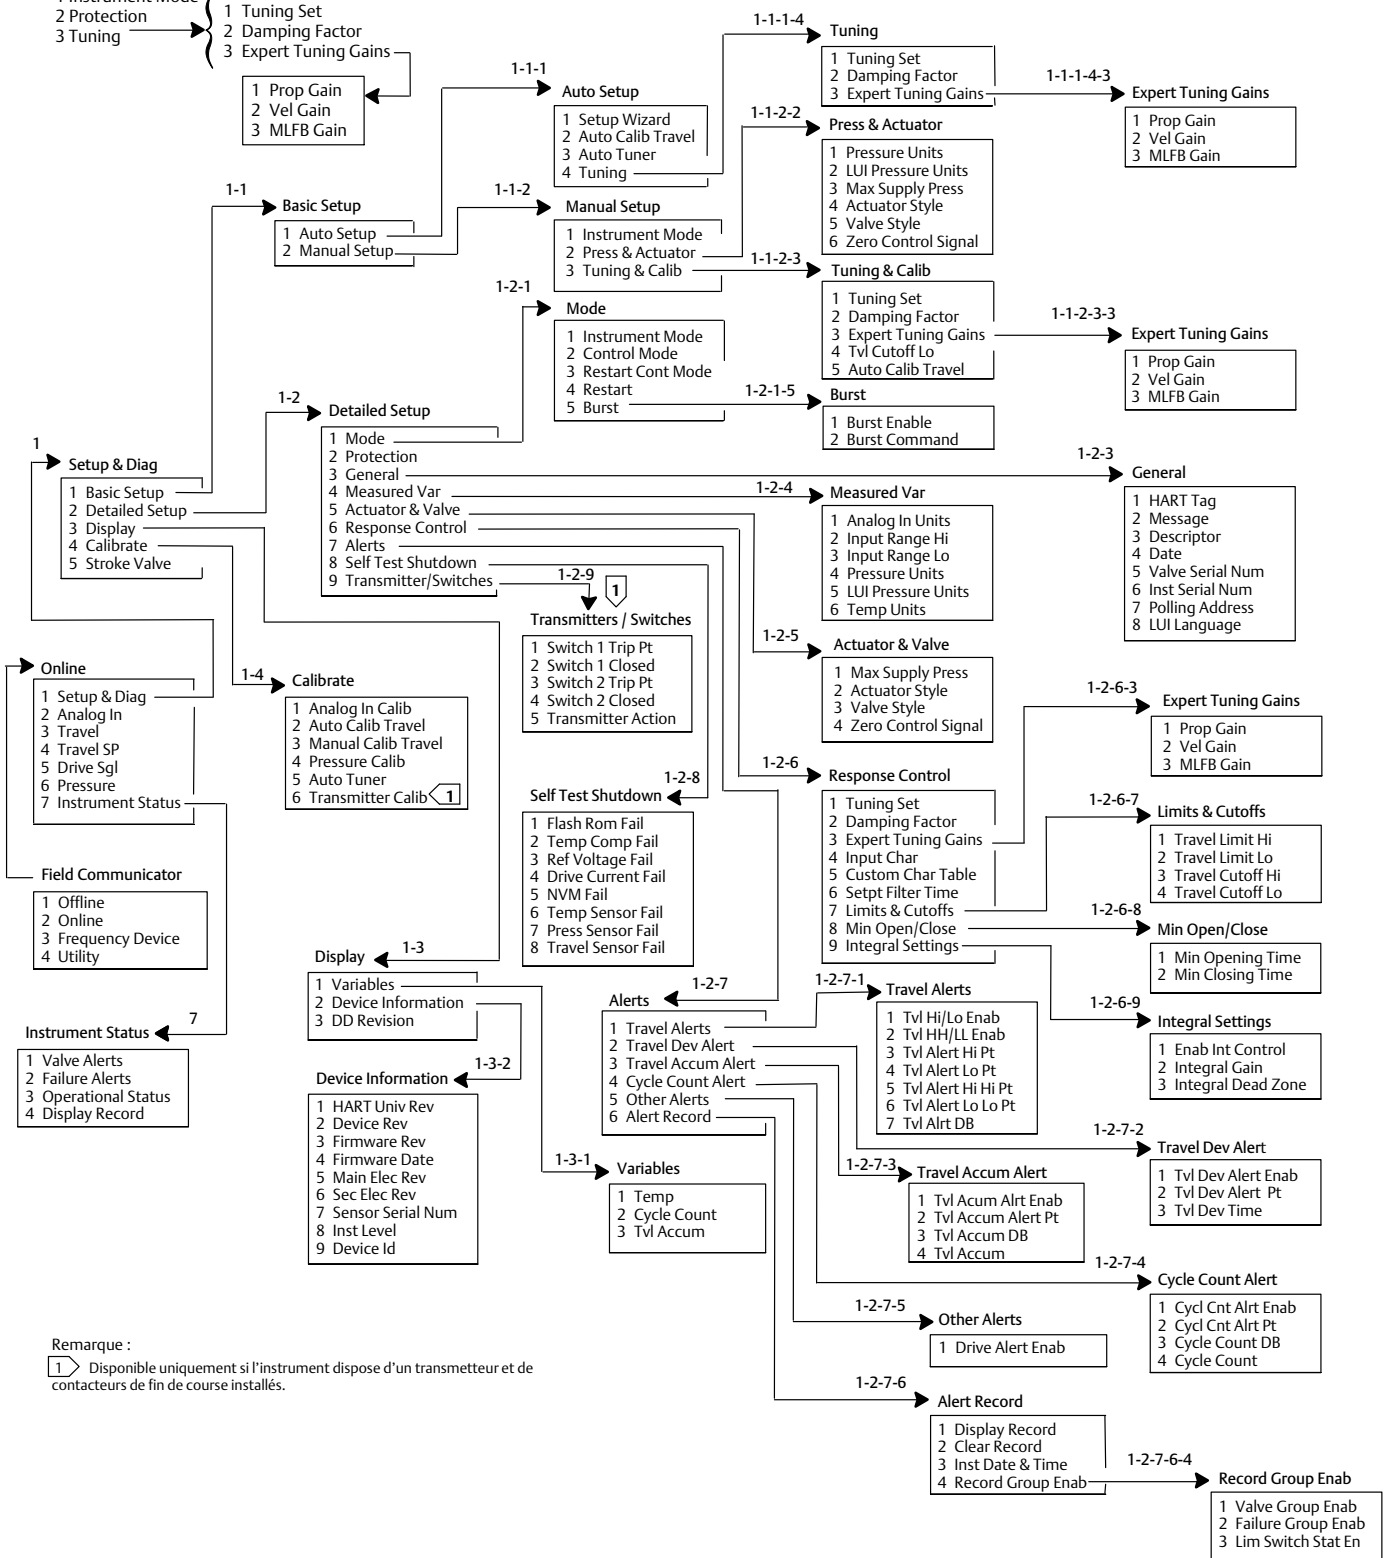 1 Instrument Mode
2 Protection
3 Tuning
1 Tuning Set
2 Damping Factor
3 Expert Tuning Gains
1 Prop Gain
2 Vel Gain
3 MLFB Gain
1-1-1
Auto Setup
1 Setup Wizard
2 Auto Calib Travel
3 Auto Tuner
4 Tuning
1-1-1-4
Tuning
1 Tuning Set
2 Damping Factor
3 Expert Tuning Gains
1-1-1-4-3
Expert Tuning Gains
1 Prop Gain
2 Vel Gain
3 MLFB Gain
1-1-2-2
Press & Actuator
1 Pressure Units
2 LUI Pressure Units
3 Max Supply Press
4 Actuator Style
5 Valve Style
6 Zero Control Signal
1-1
Basic Setup
1 Auto Setup
2 Manual Setup
1-1-2
Manual Setup
1 Instrument Mode
2 Press & Actuator
3 Tuning & Calib
1-1-2-3
Tuning & Calib
1 Tuning Set
2 Damping Factor
3 Expert Tuning Gains
4 Tvl Cutoff Lo
5 Auto Calib Travel
1-1-2-3-3
Expert Tuning Gains
1 Prop Gain
2 Vel Gain
3 MLFB Gain
1-2-1
Mode
1 Instrument Mode
2 Control Mode
3 Restart Cont Mode
4 Restart
5 Burst
1-2-1-5
Burst
1 Burst Enable
2 Burst Command
1-2
Detailed Setup
1 Mode
2 Protection
3 General
4 Measured Var
5 Actuator & Valve
6 Response Control
7 Alerts
8 Self Test Shutdown
9 Transmitter/Switches
1
Setup & Diag
1 Basic Setup
2 Detailed Setup
3 Display
4 Calibrate
5 Stroke Valve
1-2-3
General
1 HART Tag
2 Message
3 Descriptor
4 Date
5 Valve Serial Num
6 Inst Serial Num
7 Polling Address
8 LUI Language
1-2-4
Measured Var
1 Analog In Units
2 Input Range Hi
3 Input Range Lo
4 Pressure Units
5 LUI Pressure Units
6 Temp Units
1-2-9
1
Transmitters / Switches
1 Switch 1 Trip Pt
2 Switch 1 Closed
3 Switch 2 Trip Pt
4 Switch 2 Closed
5 Transmitter Action
1-2-5
Actuator & Valve
1 Max Supply Press
2 Actuator Style
3 Valve Style
4 Zero Control Signal
Online
1 Setup & Diag
2 Analog In
3 Travel
4 Travel SP
5 Drive Sgl
6 Pressure
7 Instrument Status
1-4
Calibrate
1 Analog In Calib
2 Auto Calib Travel
3 Manual Calib Travel
4 Pressure Calib
5 Auto Tuner
6 Transmitter Calib
1
1-2-6
Response Control
1 Tuning Set
2 Damping Factor
3 Expert Tuning Gains
4 Input Char
5 Custom Char Table
6 Setpt Filter Time
7 Limits & Cutoffs
8 Min Open/Close
9 Integral Settings
1-2-6-3
Expert Tuning Gains
1 Prop Gain
2 Vel Gain
3 MLFB Gain
1-2-6-7
Limits & Cutoffs
1 Travel Limit Hi
2 Travel Limit Lo
3 Travel Cutoff Hi
4 Travel Cutoff Lo
1-2-6-8
Min Open/Close
1 Min Opening Time
2 Min Closing Time
1-2-6-9
Integral Settings
1 Enab Int Control
2 Integral Gain
3 Integral Dead Zone
1-2-8
Self Test Shutdown
1 Flash Rom Fail
2 Temp Comp Fail
3 Ref Voltage Fail
4 Drive Current Fail
5 NVM Fail
6 Temp Sensor Fail
7 Press Sensor Fail
8 Travel Sensor Fail
Field Communicator
1 Offline
2 Online
3 Frequency Device
4 Utility
7
Instrument Status
1 Valve Alerts
2 Failure Alerts
3 Operational Status
4 Display Record
1-3
Display
1 Variables
2 Device Information
3 DD Revision
1-3-2
Device Information
1 HART Univ Rev
2 Device Rev
3 Firmware Rev
4 Firmware Date
5 Main Elec Rev
6 Sec Elec Rev
7 Sensor Serial Num
8 Inst Level
9 Device Id
1-3-1
Variables
1 Temp
2 Cycle Count
3 Tvl Accum
1-2-7
Alerts
1 Travel Alerts
2 Travel Dev Alert
3 Travel Accum Alert
4 Cycle Count Alert
5 Other Alerts
6 Alert Record
1-2-7-1
Travel Alerts
1 Tvl Hi/Lo Enab
2 Tvl HH/LL Enab
3 Tvl Alert Hi Pt
4 Tvl Alert Lo Pt
5 Tvl Alert Hi Hi Pt
6 Tvl Alert Lo Lo Pt
7 Tvl Alrt DB
1-2-7-2
Travel Dev Alert
1 Tvl Dev Alert Enab
2 Tvl Dev Alert Pt
3 Tvl Dev Time
1-2-7-3
Travel Accum Alert
1 Tvl Acum Alrt Enab
2 Tvl Accum Alert Pt
3 Tvl Accum DB
4 Tvl Accum
1-2-7-4
Cycle Count Alert
1 Cycl Cnt Alrt Enab
2 Cycl Cnt Alrt Pt
3 Cycle Count DB
4 Cycle Count
1-2-7-5
Other Alerts
1 Drive Alert Enab
1-2-7-6
Alert Record
1 Display Record
2 Clear Record
3 Inst Date & Time
4 Record Group Enab
1-2-7-6-4
Record Group Enab
1 Valve Group Enab
2 Failure Group Enab
3 Lim Switch Stat En
Remarque :
1 Disponible uniquement si l'instrument dispose d'un transmetteur et de
contacteurs de fin de course installés.